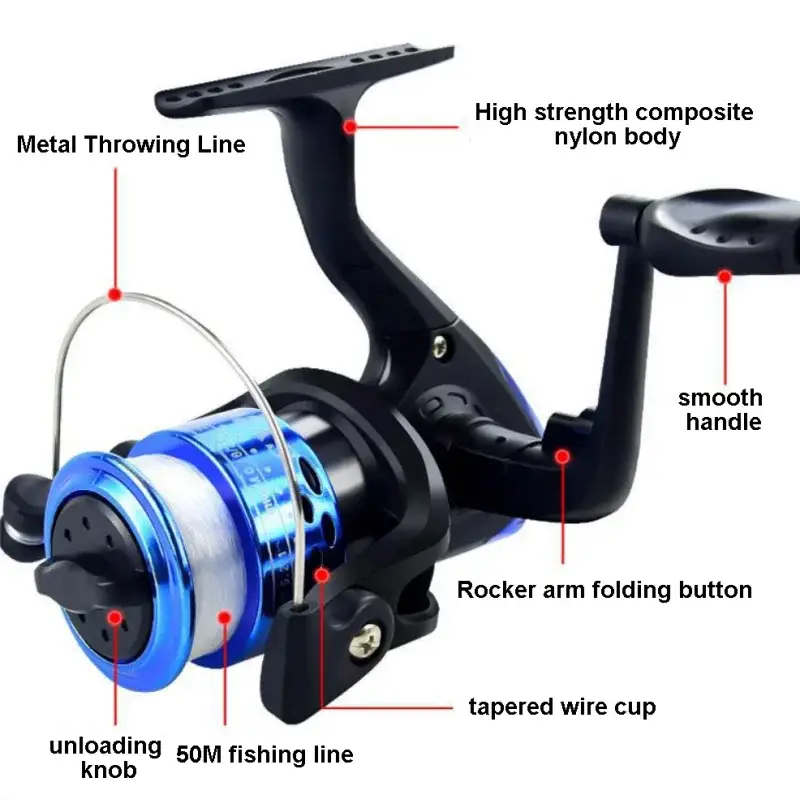 High strength composite
nylon body
Metal Throwing Line
smooth
handle
Rocker arm folding button
tapered wire cup
unloading
knob
50M fishing line